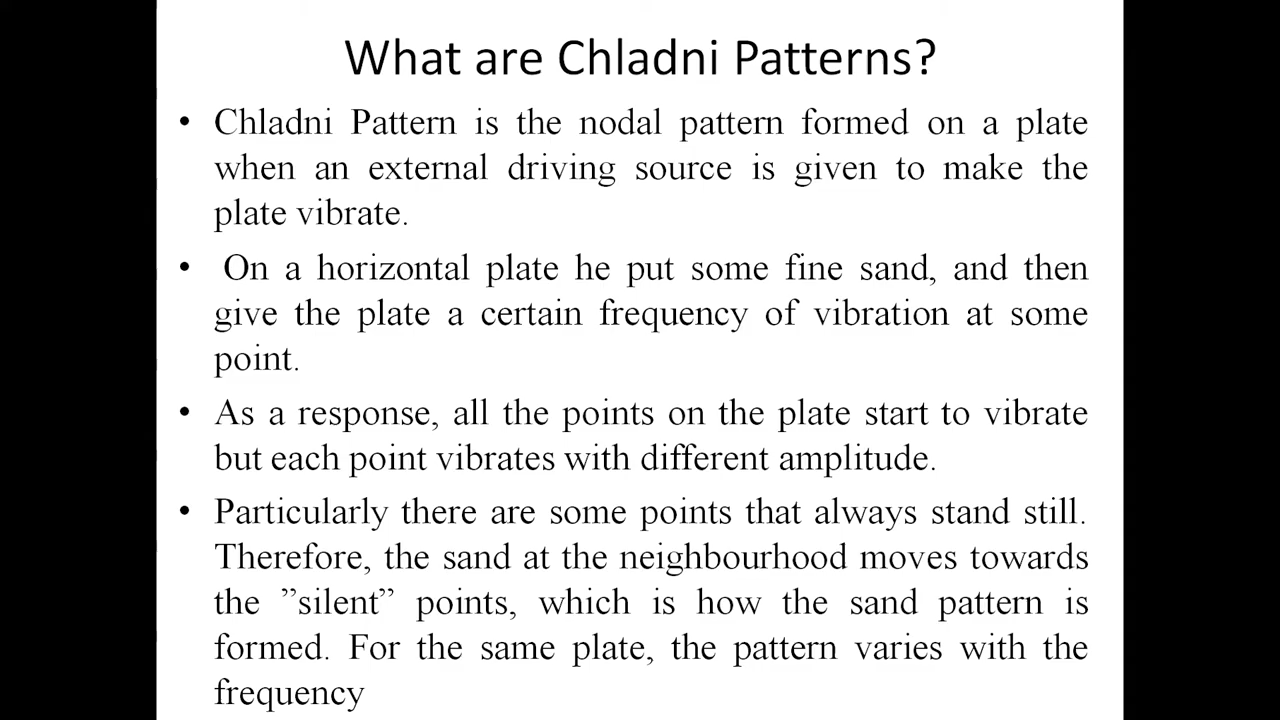 What are Chladni Patterns?
• Chladni Pattern is the nodal pattern formed on a plate
when an external driving source is given to make the
plate vibrate.
• On a horizontal plate he put some fine sand, and then
give the plate a certain frequency of vibration at some
point.
• As a response, all the points on the plate start to vibrate
but each point vibrates with different amplitude.
• Particularly there are some points that always stand still.
Therefore, the sand at the neighbourhood moves towards
the ”silent” points, which is how the sand pattern is
formed. For the same plate, the pattern varies with the
frequency